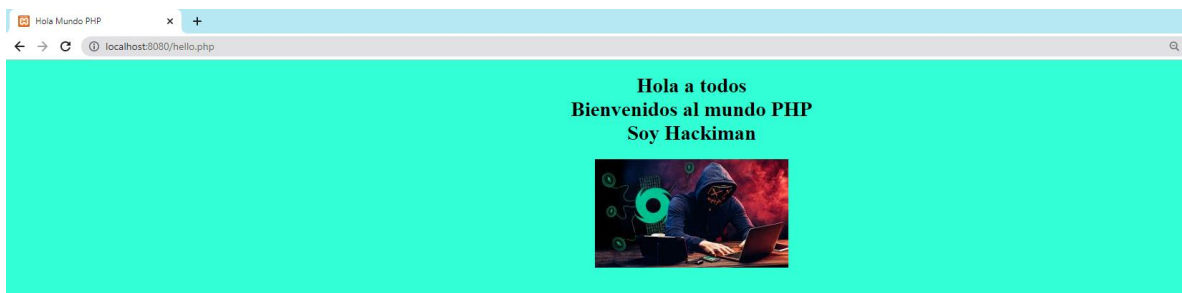 Hola Mundo PHP
localhost:8080/hello.php
Hola a todos
Bienvenidos al mundo PHP
Soy Hackiman